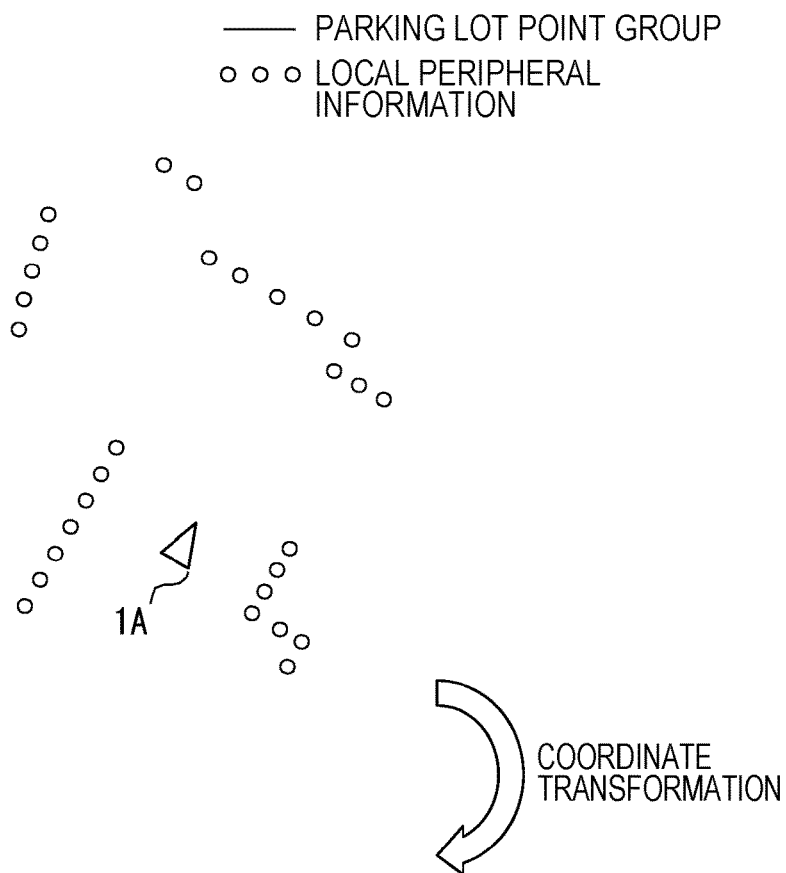 PARKING LOT POINT GROUP
LOCAL PERIPHERAL
INFORMATION
1A
COORDINATE
TRANSFORMATION